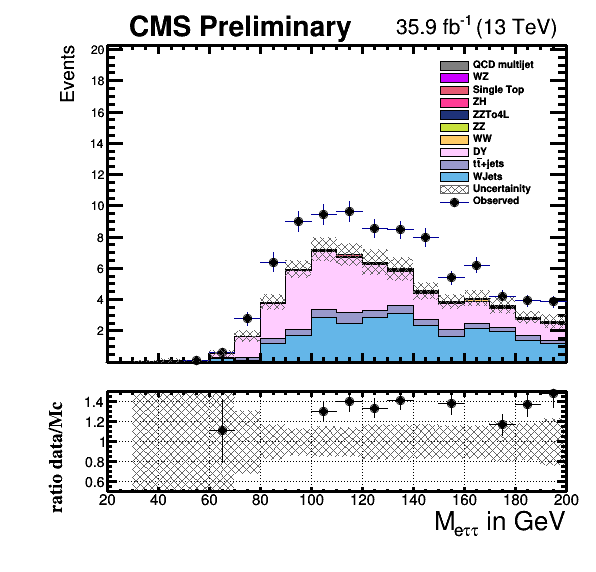 CMS Preliminary
35.9 fb⁻¹ (13 TeV)
Events
20
18
16
14
12
10
8
6
4
2
QCD multijet
WZ
Single Top
ZH
ZZTo4L
ZZ
WW
DY
tt̄+jets
WJets
Uncertainity
Observed
ratio data/Mc
1.4
1.2
1
0.8
0.6
20 40 60 80 100 120 140 160 180 200
Meττ in GeV